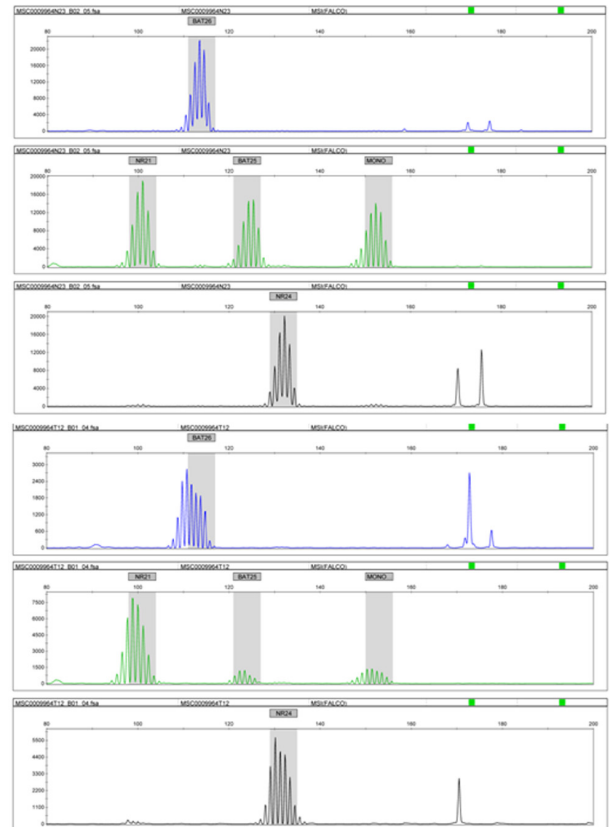 MSC0009964N23_B02_05.fsa MSC0009964N23 MSI(FALCO)
80 100 120 140 160 180 200
BAT26
20000
16000
12000
8000
4000
0
MSC0009964N23_B02_05.fsa MSC0009964N23 MSI(FALCO)
80 100 120 140 160 180 200
NR21 BAT25 MONO...
20000
16000
12000
8000
4000
0
MSC0009964N23_B02_05.fsa MSC0009964N23 MSI(FALCO)
80 100 120 140 160 180 200
NR24
20000
16000
12000
8000
4000
0
MSC0009964T12_B01_04.fsa MSC0009964T12 MSI(FALCO)
80 100 120 140 160 180 200
BAT26
3000
2400
1800
1200
600
0
MSC0009964T12_B01_04.fsa MSC0009964T12 MSI(FALCO)
80 100 120 140 160 180 200
NR21 BAT25 MONO...
7500
6000
4500
3000
1500
0
MSC0009964T12_B01_04.fsa MSC0009964T12 MSI(FALCO)
80 100 120 140 160 180 200
NR24
5500
4400
3300
2200
1100
0